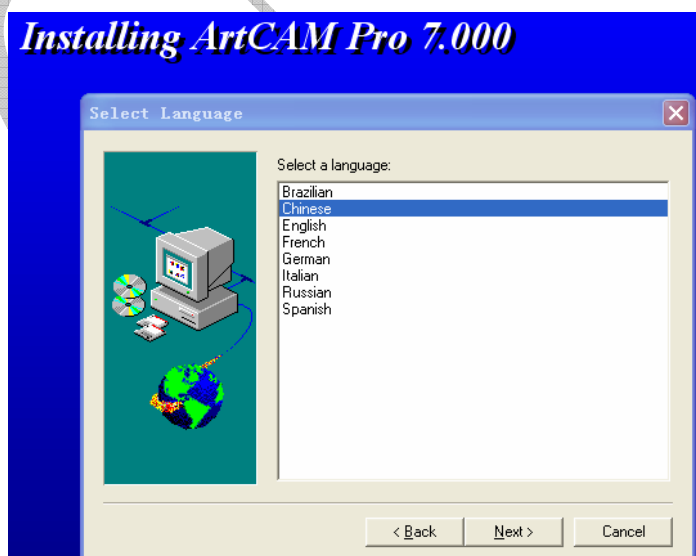 Installing ArtCAM Pro 7.000
Select Language
Select a language:
Brazilian
Chinese
English
French
German
Italian
Russian
Spanish
< Back Next > Cancel